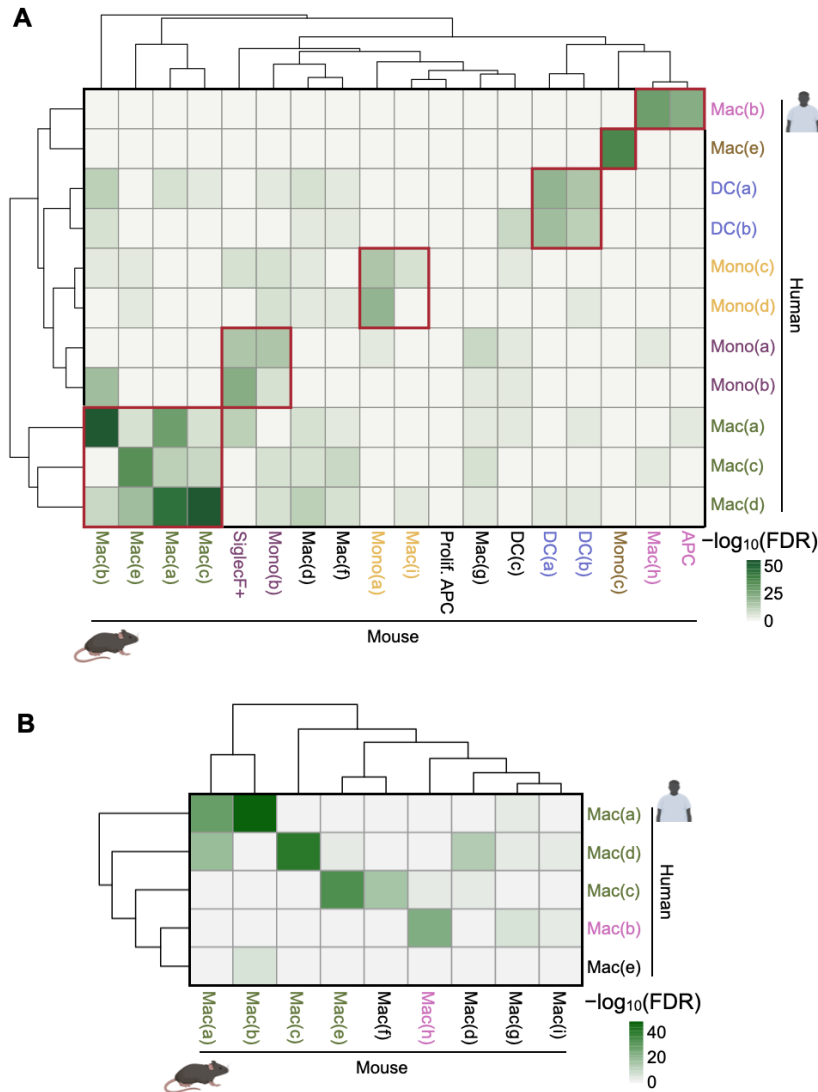 A
Mac(b)
Mac(e)
DC(a)
DC(b)
Mono(c)
Mono(d)
Mono(a)
Mono(b)
Mac(a)
Mac(c)
Mac(d)
Human
Mac(b)
Mac(e)
Mac(a)
Mac(c)
SiglecF+
Mono(b)
Mac(d)
Mac(f)
Mono(a)
Mac(i)
Prolif. APC
Mac(g)
DC(c)
DC(a)
DC(b)
Mono(c)
Mac(h)
APC
Mouse
−log₁₀(FDR)
50
25
0
B
Mac(a)
Mac(d)
Mac(c)
Mac(b)
Mac(e)
Human
Mac(a)
Mac(b)
Mac(c)
Mac(e)
Mac(f)
Mac(h)
Mac(d)
Mac(g)
Mac(i)
Mouse
−log₁₀(FDR)
40
20
0